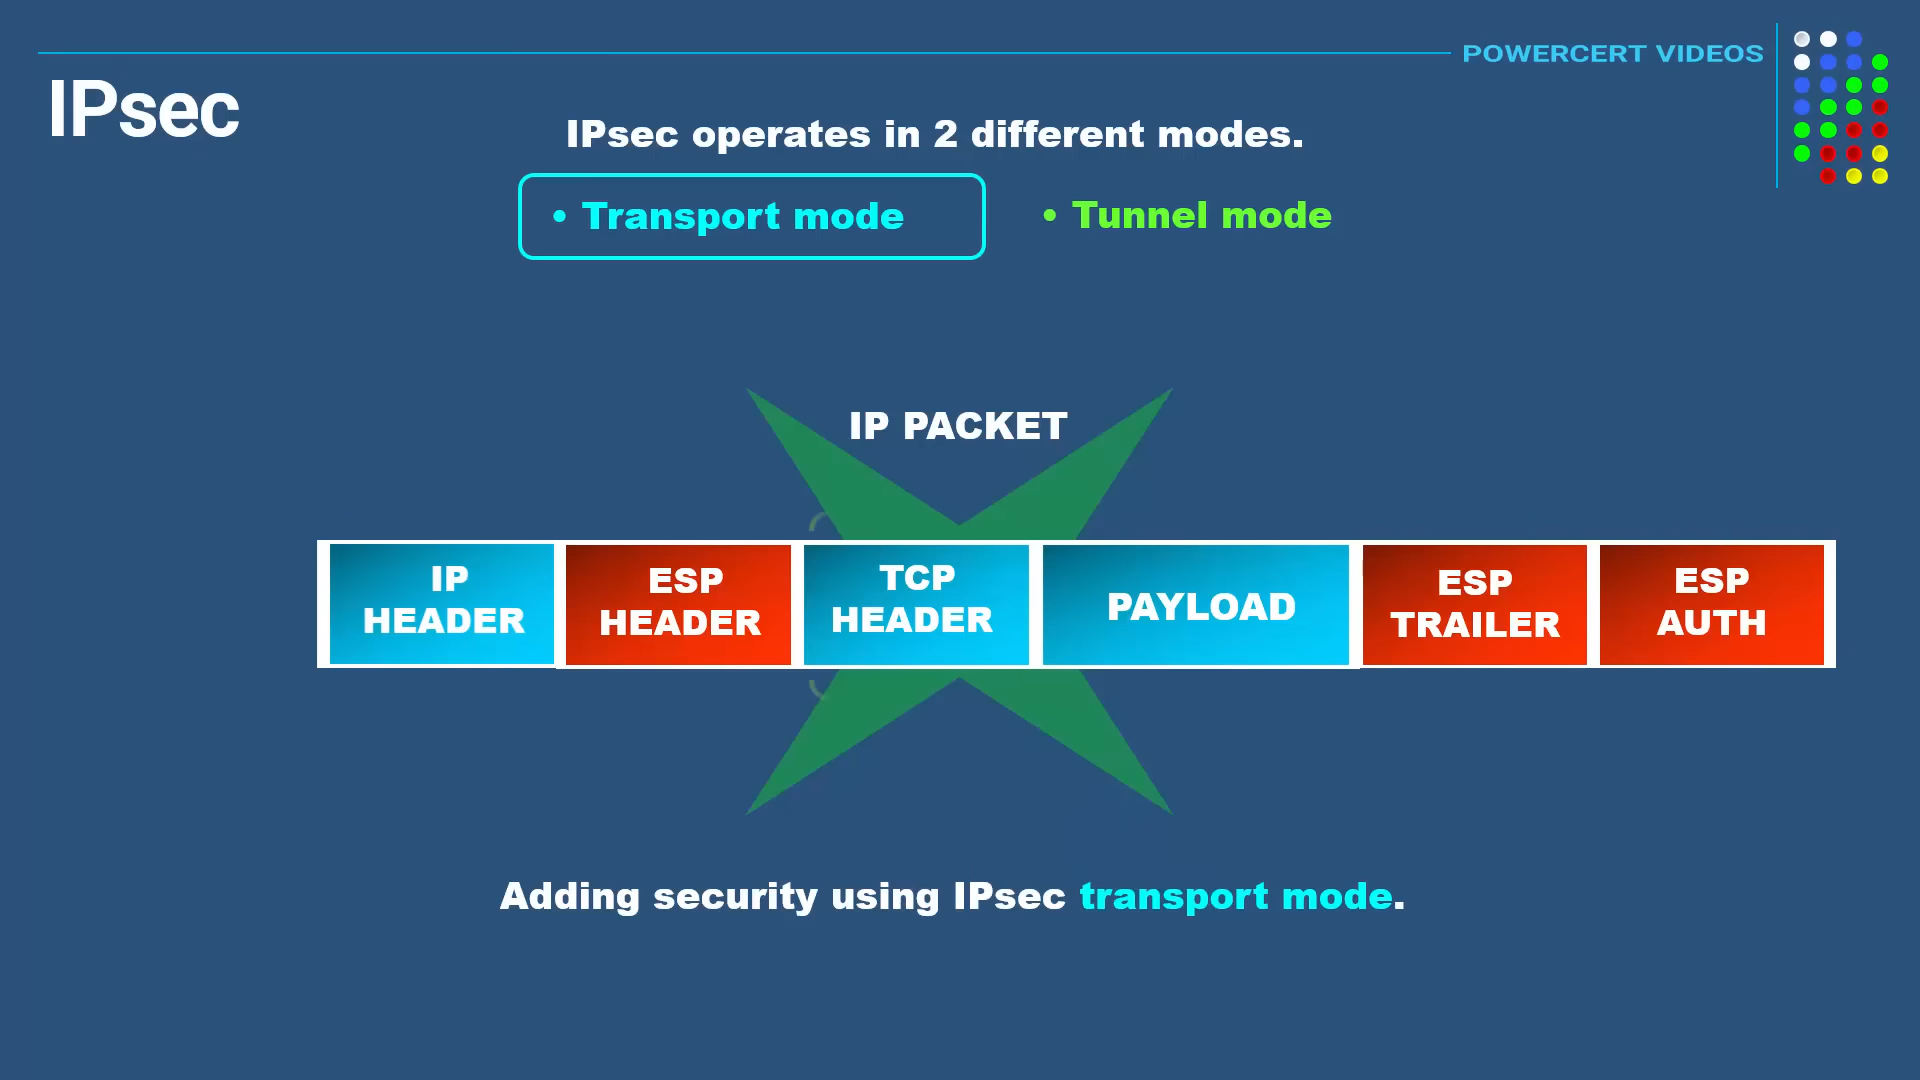 POWERCERT VIDEOS
IPsec
IPsec operates in 2 different modes.
• Transport mode
• Tunnel mode
IP PACKET
IP
HEADER
ESP
HEADER
TCP
HEADER
PAYLOAD
ESP
TRAILER
ESP
AUTH
Adding security using IPsec transport mode.